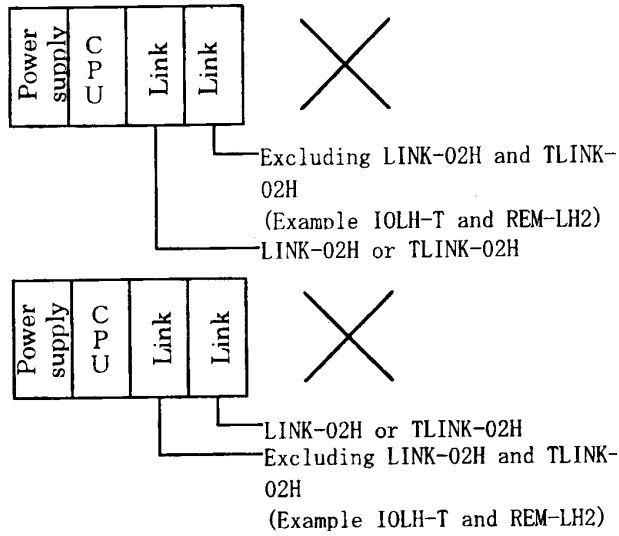 Power supply
CPU
Link
Link
Excluding LINK-02H and TLINK-
02H
(Example IOLH-T and REM-LH2)
LINK-02H or TLINK-02H
Power supply
CPU
Link
Link
LINK-02H or TLINK-02H
Excluding LINK-02H and TLINK-
02H
(Example IOLH-T and REM-LH2)